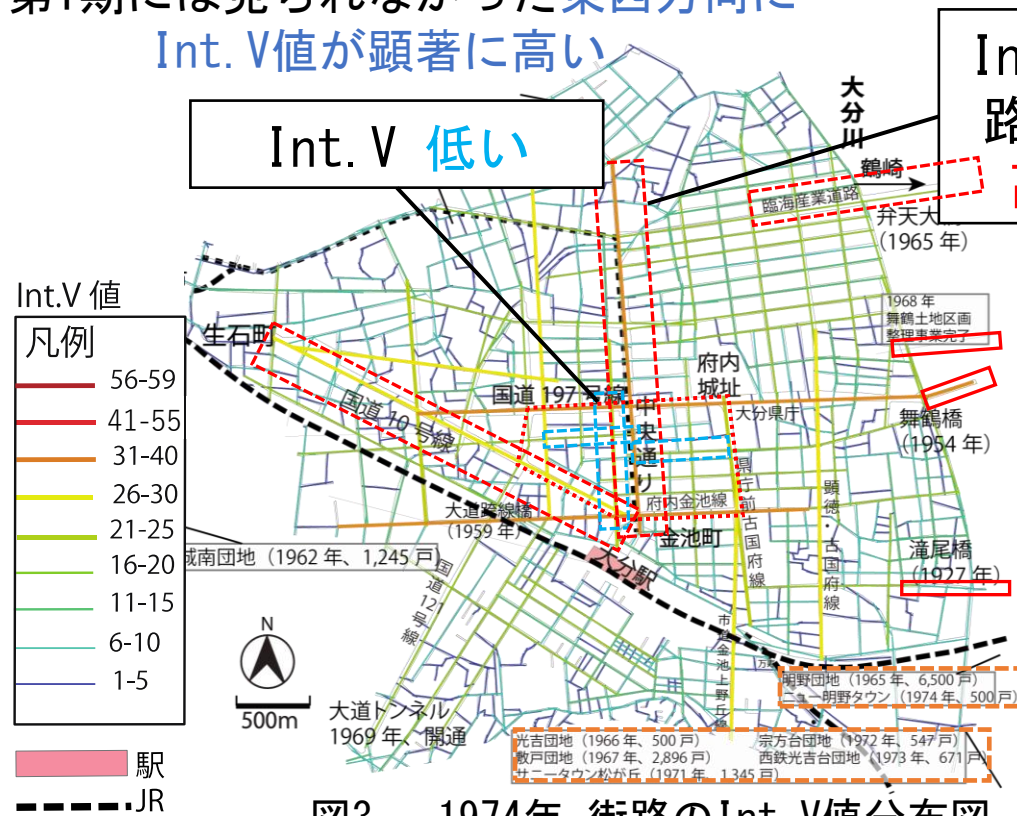 第1期には見られなかった東西方向に
Int.V値が顕著に高い
Int.V 低い
In
路
大分川
鶴崎
臨海産業道路
弁天大
(1965 年)
1968 年
舞鶴土地区画
整理事業完了
Int.V 値
凡例
56-59
41-55
31-40
26-30
21-25
16-20
11-15
6-10
1-5
駅
JR
生石町
国道 10 号線
国道 197 号線
中央通り
府内
城址
大分県庁
舞鶴橋
(1954 年)
府内金池線
県庁前古国府線
顕徳・古国府線
大道跨線橋
(1959 年)
金池町
大分駅
滝尾橋
(1927 年)
城南団地(1962 年、1,245 戸)
国道121号線
市道金池上野丘線
N
500m
大道トンネル
1969 年、開通
明野団地(1965 年、6,500 戸)
ニュー明野タウン(1974 年、500 戸)
光吉団地(1966 年、500 戸)
宗方台団地(1972 年、547 戸)
敷戸団地(1967 年、2,896 戸)
西鉄光吉台団地(1973 年、671 戸)
サニータウン松が丘(1971 年、1,345 戸)
図3 1974年 街路のInt.V値分布図